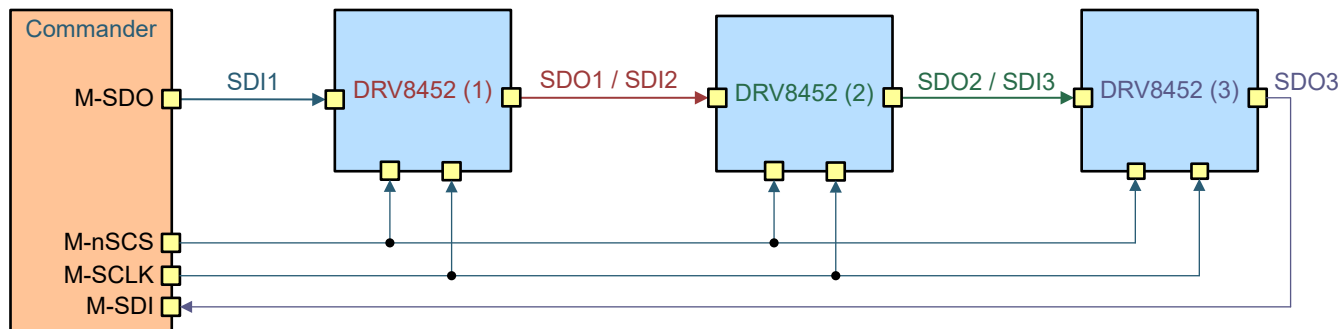 Commander
M-SDO
SDI1
DRV8452 (1)
SDO1 / SDI2
DRV8452 (2)
SDO2 / SDI3
DRV8452 (3)
SDO3
M-nSCS
M-SCLK
M-SDI